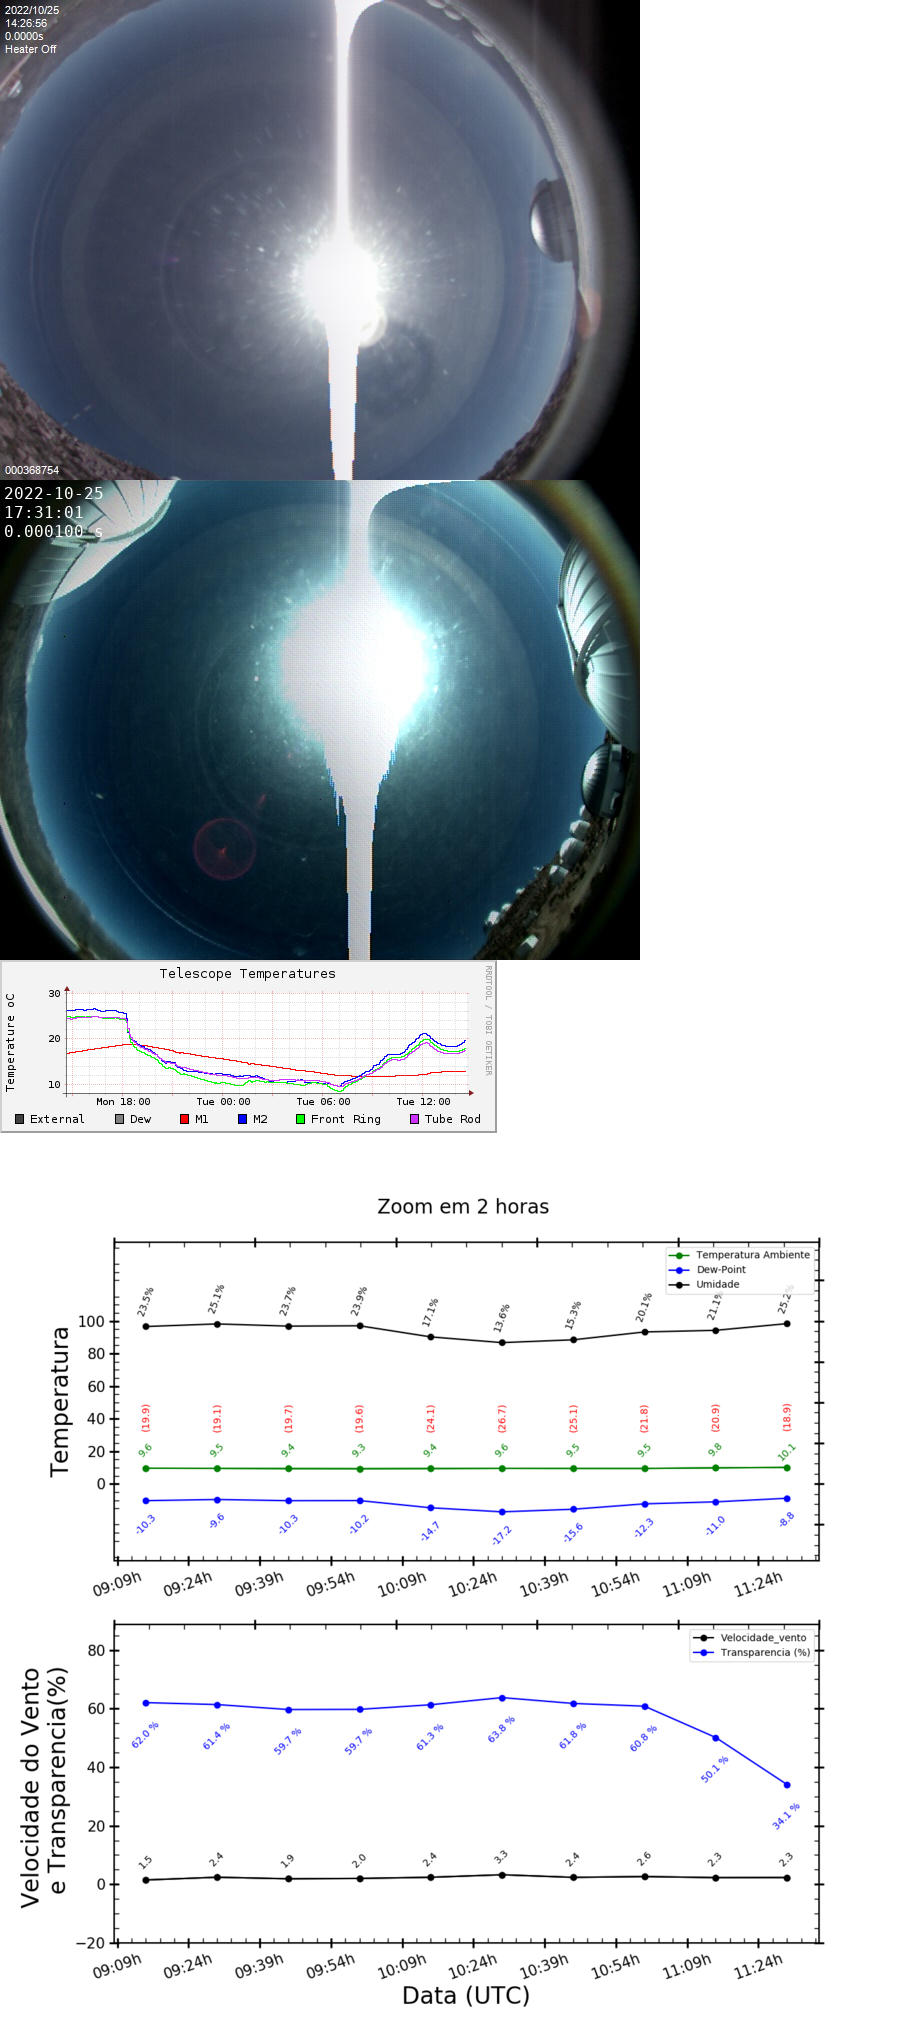 2022/10/25
14:26:56
0.0000s
Heater Off
000368754
2022-10-25
17:31:01
0.000100 s
Telescope Temperatures
RRDTOOL / TOBI OETIKER
Temperature oC
30
20
10
Mon 18:00 Tue 00:00 Tue 06:00 Tue 12:00
External Dew M1 M2 Front Ring Tube Rod
Zoom em 2 horas
Temperatura Ambiente
Dew-Point
Umidade
23.5% 25.1% 23.7% 23.9% 17.1% 13.6% 15.3% 20.1% 21.1% 25.2%
Temperatura
100
80
60
40
20
0
(19.9) (19.1) (19.7) (19.6) (24.1) (26.7) (25.1) (21.8) (20.9) (18.9)
9.6 9.5 9.4 9.3 9.4 9.6 9.5 9.5 9.8 10.1
-10.3 -9.6 -10.3 -10.2 -14.7 -17.2 -15.6 -12.3 -11.0 -8.8
09:09h 09:24h 09:39h 09:54h 10:09h 10:24h 10:39h 10:54h 11:09h 11:24h
Velocidade_vento
Transparencia (%)
Velocidade do Vento
e Transparencia(%)
80
60
40
20
0
−20
62.0 % 61.4 % 59.7 % 59.7 % 61.3 % 63.8 % 61.8 % 60.8 % 50.1 % 34.1 %
1.5 2.4 1.9 2.0 2.4 3.3 2.4 2.6 2.3 2.3
09:09h 09:24h 09:39h 09:54h 10:09h 10:24h 10:39h 10:54h 11:09h 11:24h
Data (UTC)